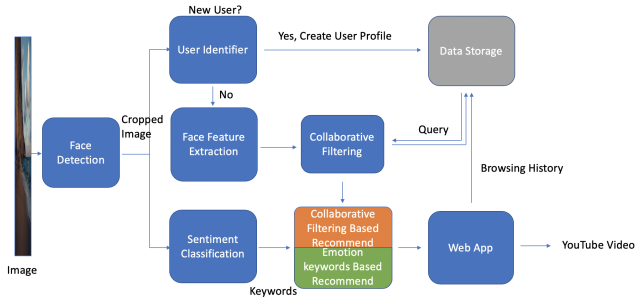 New User?
User Identifier
Yes, Create User Profile
Data Storage
No
Cropped
Image
Face
Detection
Face Feature
Extraction
Collaborative
Filtering
Query
Browsing History
Collaborative
Filtering Based
Recommend
Emotion
keywords Based
Recommend
Sentiment
Classification
Web App
YouTube Video
Image
Keywords